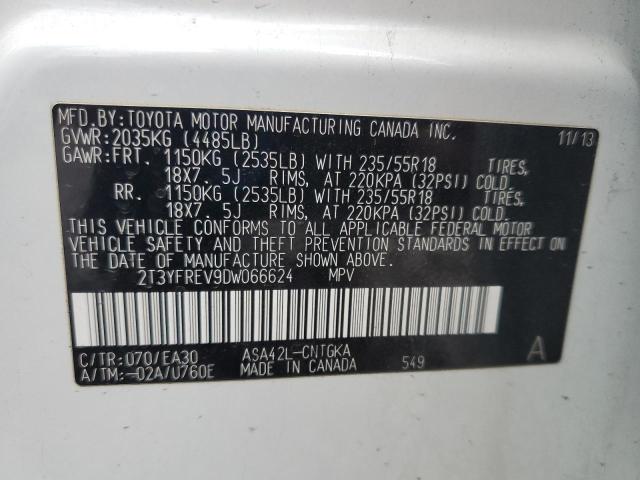 MFD.BY:TOYOTA MOTOR MANUFACTURING CANADA INC. 11/13
GVWR:2035KG (4485LB)
GAWR:FRT. 1150KG (2535LB) WITH 235/55R18 TIRES,
18X7. 5J RIMS, AT 220KPA (32PSI) COLD.
RR. 1150KG (2535LB) WITH 235/55R18 TIRES,
18X7. 5J RIMS, AT 220KPA (32PSI) COLD.
THIS VEHICLE CONFORMS TO ALL APPLICABLE FEDERAL MOTOR
VEHICLE SAFETY AND THEFT PREVENTION STANDARDS IN EFFECT ON
THE DATE OF MANUFACTURE SHOWN ABOVE.
2T3YFREV9DW066624 MPV
C/TR:070/EA30 ASA42L-CNTGKA A
A/TM:-02A/U760E MADE IN CANADA 549